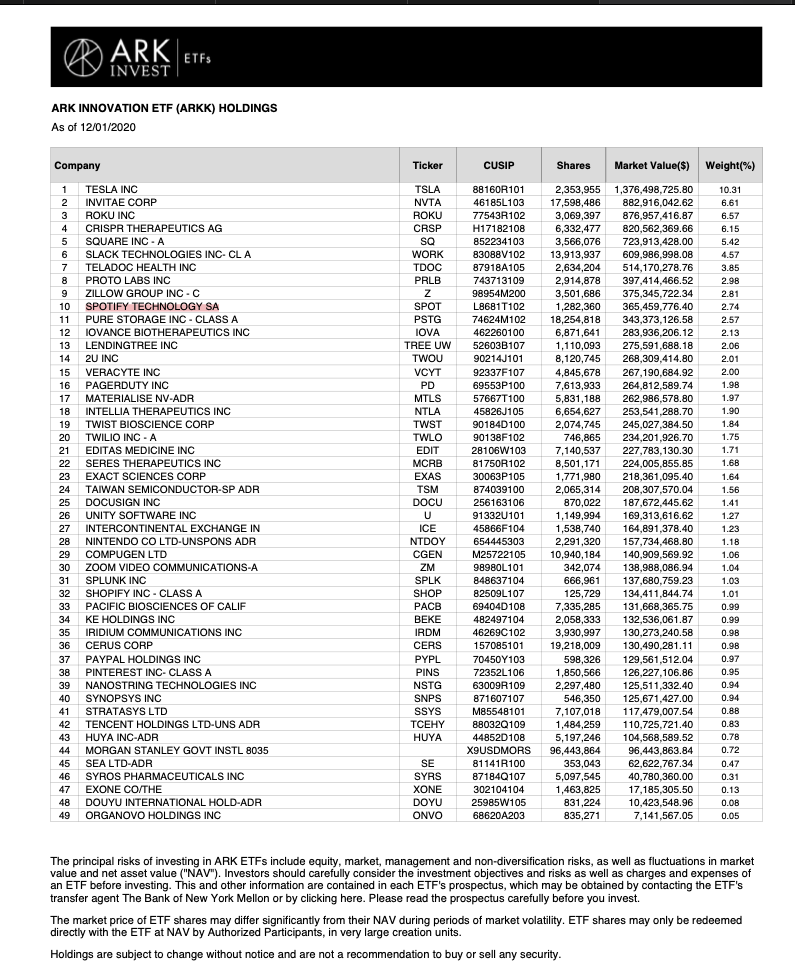 ARK INVEST ETFs
ARK INNOVATION ETF (ARKK) HOLDINGS
As of 12/01/2020
Company Ticker CUSIP Shares Market Value($) Weight(%)
1 TESLA INC TSLA 88160R101 2,353,955 1,376,498,725.80 10.31
2 INVITAE CORP NVTA 46185L103 17,598,486 882,916,042.62 6.61
3 ROKU INC ROKU 77543R102 3,069,397 876,957,416.87 6.57
4 CRISPR THERAPEUTICS AG CRSP H17182108 6,332,477 820,562,369.66 6.15
5 SQUARE INC - A SQ 852234103 3,566,076 723,913,428.00 5.42
6 SLACK TECHNOLOGIES INC- CL A WORK 83088V102 13,913,937 609,986,998.08 4.57
7 TELADOC HEALTH INC TDOC 87918A105 2,634,204 514,170,278.76 3.85
8 PROTO LABS INC PRLB 743713109 2,914,878 397,414,466.52 2.98
9 ZILLOW GROUP INC - C Z 98954M200 3,501,686 375,345,722.34 2.81
10 SPOTIFY TECHNOLOGY SA SPOT L8681T102 1,282,360 365,459,776.40 2.74
11 PURE STORAGE INC - CLASS A PSTG 74624M102 18,254,818 343,373,126.58 2.57
12 IOVANCE BIOTHERAPEUTICS INC IOVA 462260100 6,871,641 283,936,206.12 2.13
13 LENDINGTREE INC TREE UW 52603B107 1,110,093 275,591,688.18 2.06
14 2U INC TWOU 90214J101 8,120,745 268,309,414.80 2.01
15 VERACYTE INC VCYT 92337F107 4,845,678 267,190,684.92 2.00
16 PAGERDUTY INC PD 69553P100 7,613,933 264,812,589.74 1.98
17 MATERIALISE NV-ADR MTLS 57667T100 5,831,188 262,986,578.80 1.97
18 INTELLIA THERAPEUTICS INC NTLA 45826J105 6,654,627 253,541,288.70 1.90
19 TWIST BIOSCIENCE CORP TWST 90184D100 2,074,745 245,027,384.50 1.84
20 TWILIO INC - A TWLO 90138F102 746,865 234,201,926.70 1.75
21 EDITAS MEDICINE INC EDIT 28106W103 7,140,537 227,783,130.30 1.71
22 SERES THERAPEUTICS INC MCRB 81750R102 8,501,171 224,005,855.85 1.68
23 EXACT SCIENCES CORP EXAS 30063P105 1,771,980 218,361,095.40 1.64
24 TAIWAN SEMICONDUCTOR-SP ADR TSM 874039100 2,065,314 208,307,570.04 1.56
25 DOCUSIGN INC DOCU 256163106 870,022 187,672,445.62 1.41
26 UNITY SOFTWARE INC U 91332U101 1,149,994 169,313,616.62 1.27
27 INTERCONTINENTAL EXCHANGE IN ICE 45866F104 1,538,740 164,891,378.40 1.23
28 NINTENDO CO LTD-UNSPONS ADR NTDOY 654445303 2,291,320 157,734,468.80 1.18
29 COMPUGEN LTD CGEN M25722105 10,940,184 140,909,569.92 1.06
30 ZOOM VIDEO COMMUNICATIONS-A ZM 98980L101 342,074 138,988,086.94 1.04
31 SPLUNK INC SPLK 848637104 666,961 137,680,759.23 1.03
32 SHOPIFY INC - CLASS A SHOP 82509L107 125,729 134,411,844.74 1.01
33 PACIFIC BIOSCIENCES OF CALIF PACB 69404D108 7,335,285 131,668,365.75 0.99
34 KE HOLDINGS INC BEKE 482497104 2,058,333 132,536,061.87 0.99
35 IRIDIUM COMMUNICATIONS INC IRDM 46269C102 3,930,997 130,273,240.58 0.98
36 CERUS CORP CERS 157085101 19,218,009 130,490,281.11 0.98
37 PAYPAL HOLDINGS INC PYPL 70450Y103 598,326 129,561,512.04 0.97
38 PINTEREST INC- CLASS A PINS 72352L106 1,850,566 126,227,106.86 0.95
39 NANOSTRING TECHNOLOGIES INC NSTG 63009R109 2,297,480 125,511,332.40 0.94
40 SYNOPSYS INC SNPS 871607107 546,350 125,671,427.00 0.94
41 STRATASYS LTD SSYS M85548101 7,107,018 117,479,007.54 0.88
42 TENCENT HOLDINGS LTD-UNS ADR TCEHY 88032Q109 1,484,259 110,725,721.40 0.83
43 HUYA INC-ADR HUYA 44852D108 5,197,246 104,568,589.52 0.78
44 MORGAN STANLEY GOVT INSTL 8035 X9USDMORS 96,443,864 96,443,863.84 0.72
45 SEA LTD-ADR SE 81141R100 353,043 62,622,767.34 0.47
46 SYROS PHARMACEUTICALS INC SYRS 87184Q107 5,097,545 40,780,360.00 0.31
47 EXONE CO/THE XONE 302104104 1,463,825 17,185,305.50 0.13
48 DOUYU INTERNATIONAL HOLD-ADR DOYU 25985W105 831,224 10,423,548.96 0.08
49 ORGANOVO HOLDINGS INC ONVO 68620A203 835,271 7,141,567.05 0.05
The principal risks of investing in ARK ETFs include equity, market, management and non-diversification risks, as well as fluctuations in market
value and net asset value ("NAV"). Investors should carefully consider the investment objectives and risks as well as charges and expenses of
an ETF before investing. This and other information are contained in each ETF's prospectus, which may be obtained by contacting the ETF's
transfer agent The Bank of New York Mellon or by clicking here. Please read the prospectus carefully before you invest.
The market price of ETF shares may differ significantly from their NAV during periods of market volatility. ETF shares may only be redeemed
directly with the ETF at NAV by Authorized Participants, in very large creation units.
Holdings are subject to change without notice and are not a recommendation to buy or sell any security.